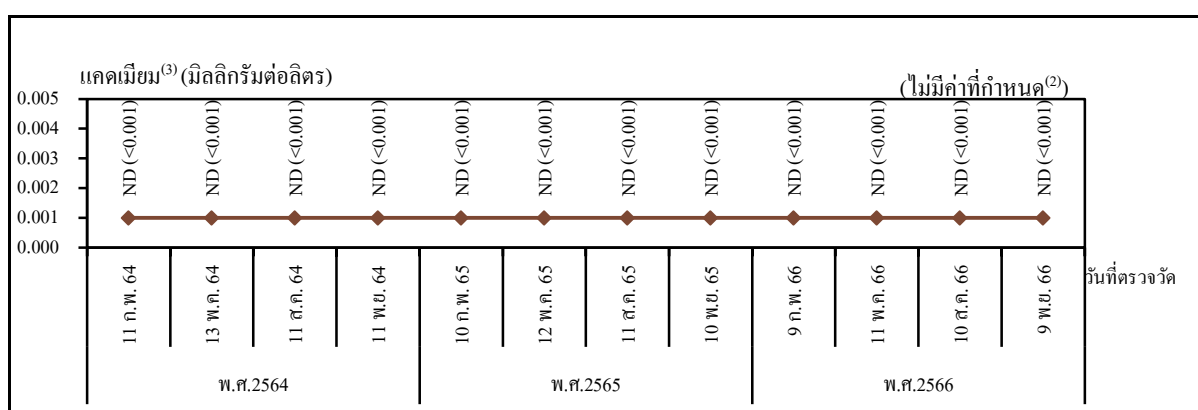 แคดเมียม⁽³⁾ (มิลลิกรัมต่อลิตร)
(ไม่มีค่าที่กำหนด⁽²⁾)
0.005
0.004
0.003
0.002
0.001
0.000
ND (<0.001)
ND (<0.001)
ND (<0.001)
ND (<0.001)
ND (<0.001)
ND (<0.001)
ND (<0.001)
ND (<0.001)
ND (<0.001)
ND (<0.001)
ND (<0.001)
ND (<0.001)
11 ก.พ. 64
13 พ.ค. 64
11 ส.ค. 64
11 พ.ย. 64
10 ก.พ. 65
12 พ.ค. 65
11 ส.ค. 65
10 พ.ย. 65
9 ก.พ. 66
11 พ.ค. 66
10 ส.ค. 66
9 พ.ย. 66
วันที่ตรวจวัด
พ.ศ.2564
พ.ศ.2565
พ.ศ.2566